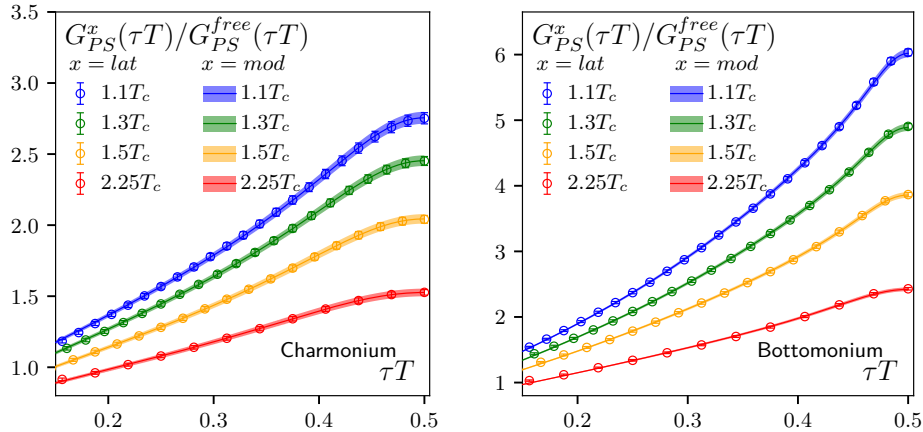 G_{PS}^{x}(τT)/G_{PS}^{free}(τT)
x = lat x = mod
1.1T_c 1.1T_c
1.3T_c 1.3T_c
1.5T_c 1.5T_c
2.25T_c 2.25T_c
Charmonium
τT
3.5
3.0
2.5
2.0
1.5
1.0
0.2 0.3 0.4 0.5
G_{PS}^{x}(τT)/G_{PS}^{free}(τT)
x = lat x = mod
1.1T_c 1.1T_c
1.3T_c 1.3T_c
1.5T_c 1.5T_c
2.25T_c 2.25T_c
Bottomonium
τT
6
5
4
3
2
1
0.2 0.3 0.4 0.5